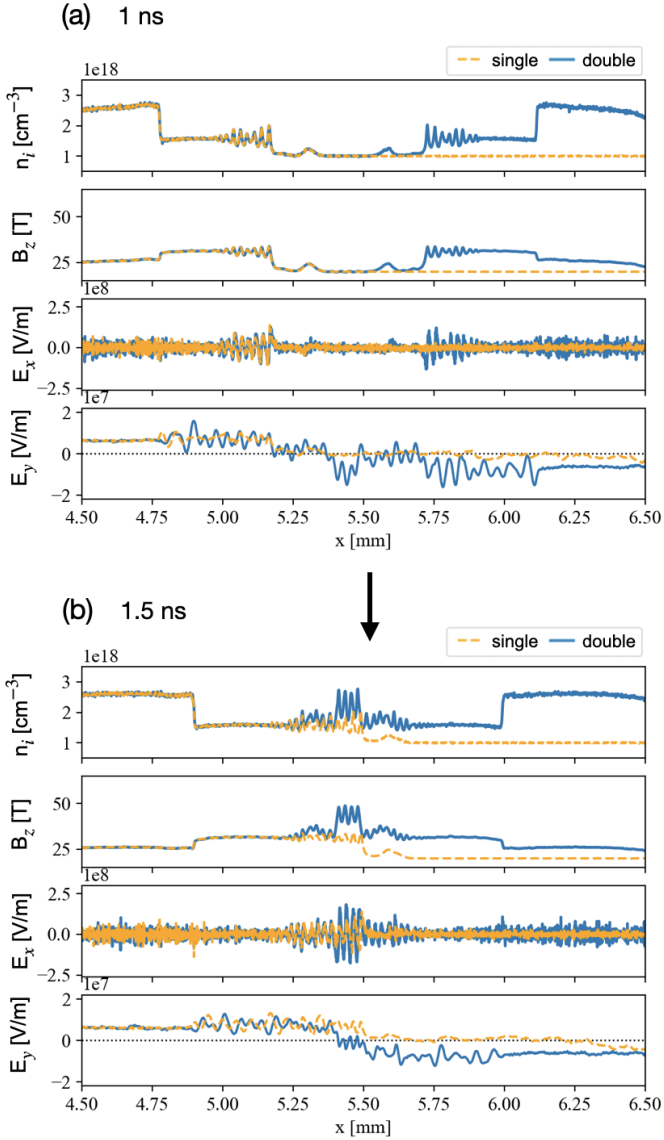 (a) 1 ns
single double
1e18
n_i [cm^−3]
3
2
1
B_z [T]
50
25
1e8
E_x [V/m]
2.5
0.0
−2.5
1e7
E_y [V/m]
2
0
−2
4.50 4.75 5.00 5.25 5.50 5.75 6.00 6.25 6.50
x [mm]
(b) 1.5 ns
single double
1e18
n_i [cm^−3]
3
2
1
B_z [T]
50
25
1e8
E_x [V/m]
2.5
0.0
−2.5
1e7
E_y [V/m]
2
0
−2
4.50 4.75 5.00 5.25 5.50 5.75 6.00 6.25 6.50
x [mm]